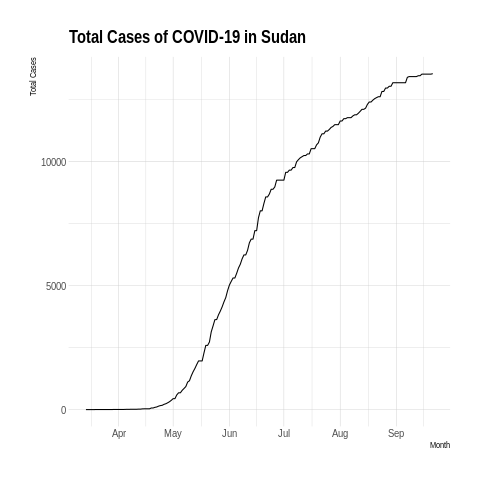 Total Cases of COVID-19 in Sudan
Total Cases
10000
5000
0
Apr May Jun Jul Aug Sep
Month